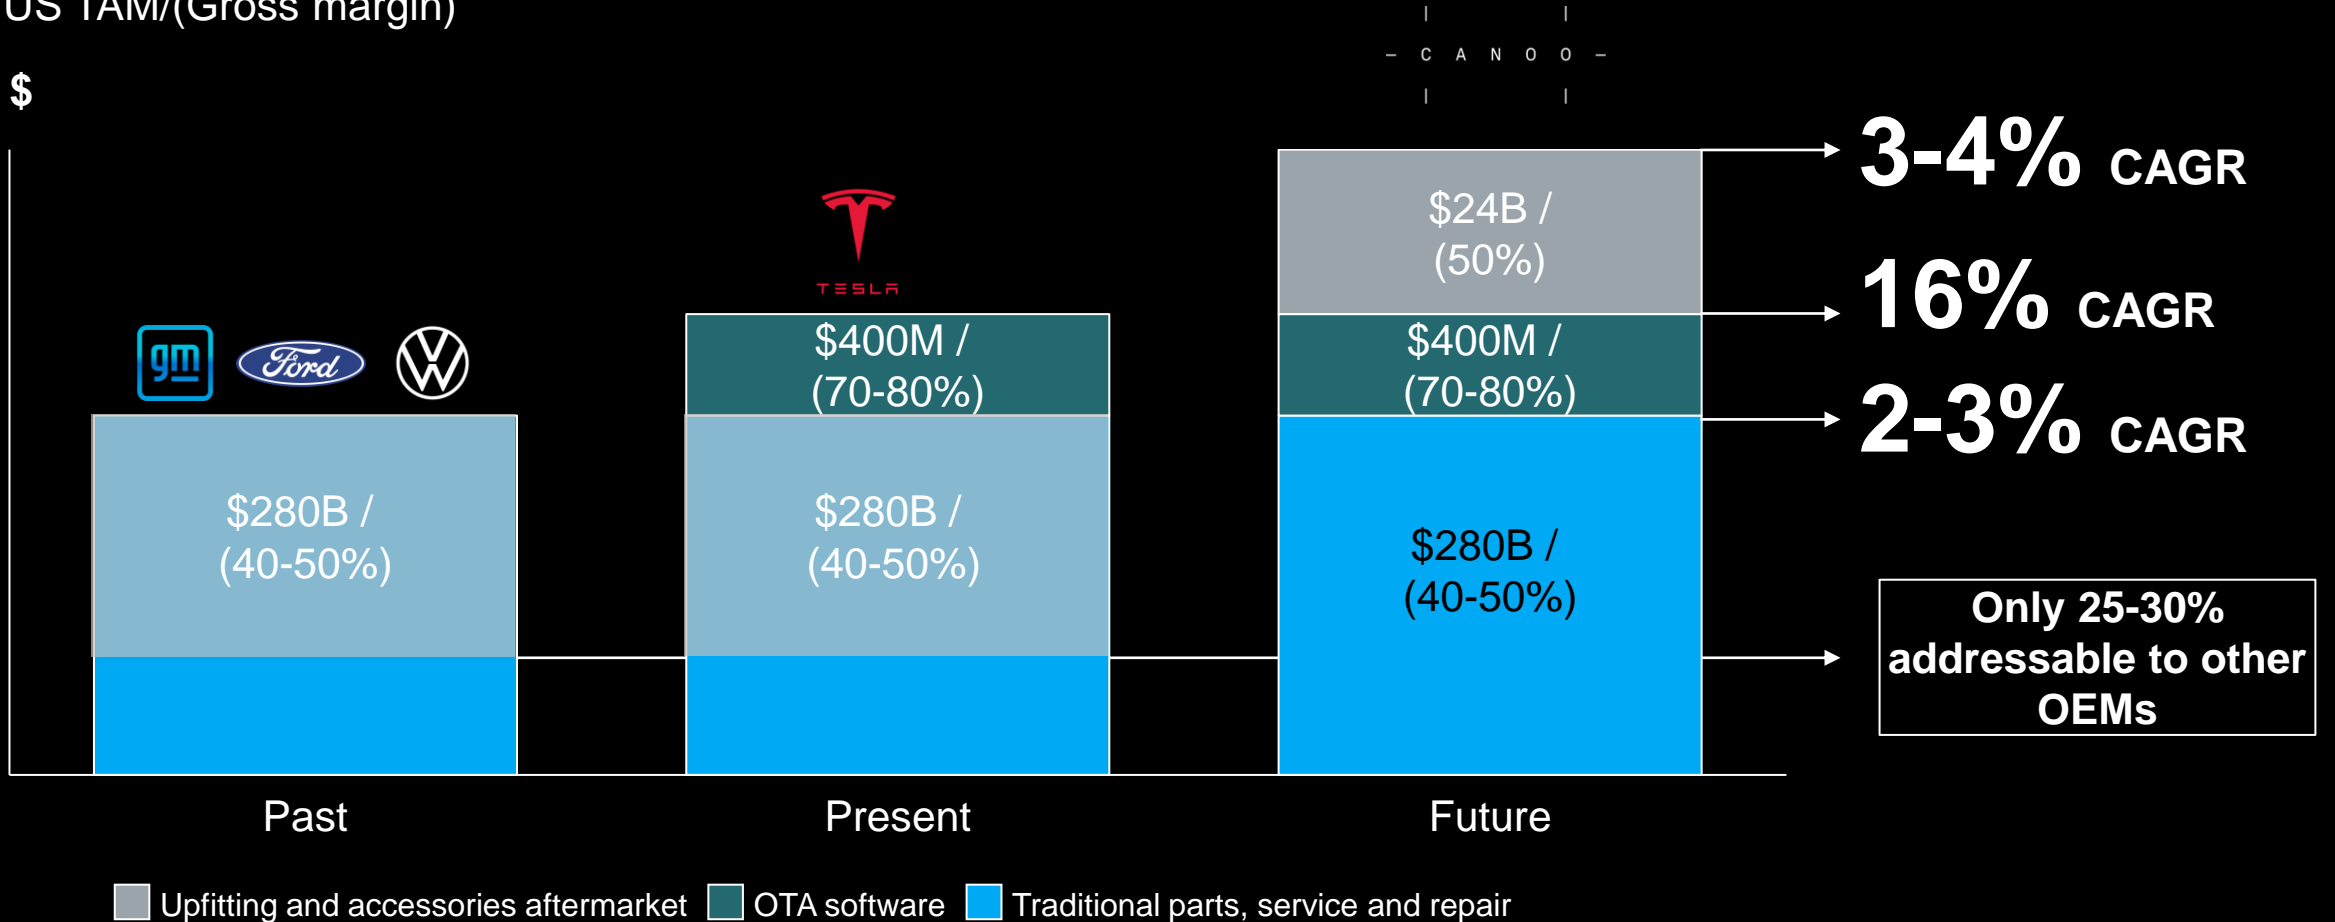 US TAM/(Gross margin)
$
CANOO
3-4% CAGR
TESLA
$24B /
(50%)
16% CAGR
gm
Ford
$400M /
(70-80%)
$400M /
(70-80%)
2-3% CAGR
$280B /
(40-50%)
$280B /
(40-50%)
$280B /
(40-50%)
Only 25-30%
addressable to other
OEMs
Past
Present
Future
Upfitting and accessories aftermarket
OTA software
Traditional parts, service and repair